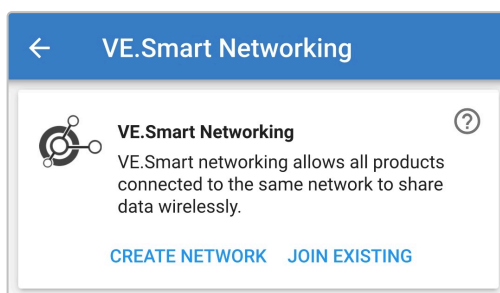 VE.Smart Networking
VE.Smart Networking
VE.Smart networking allows all products
connected to the same network to share
data wirelessly.
CREATE NETWORK JOIN EXISTING